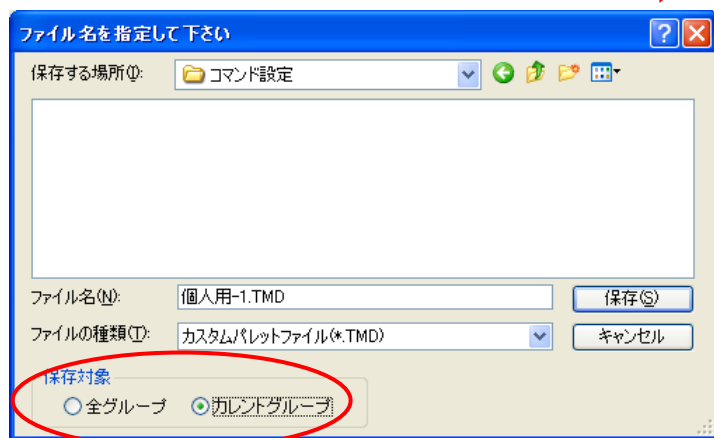 ファイル名を指定して下さい
保存する場所(I):
コマンド設定
ファイル名(N):
個人用-1.TMD
保存(S)
ファイルの種類(T):
カスタムパレットファイル(*.TMD)
キャンセル
保存対象
全グループ
カレントグループ